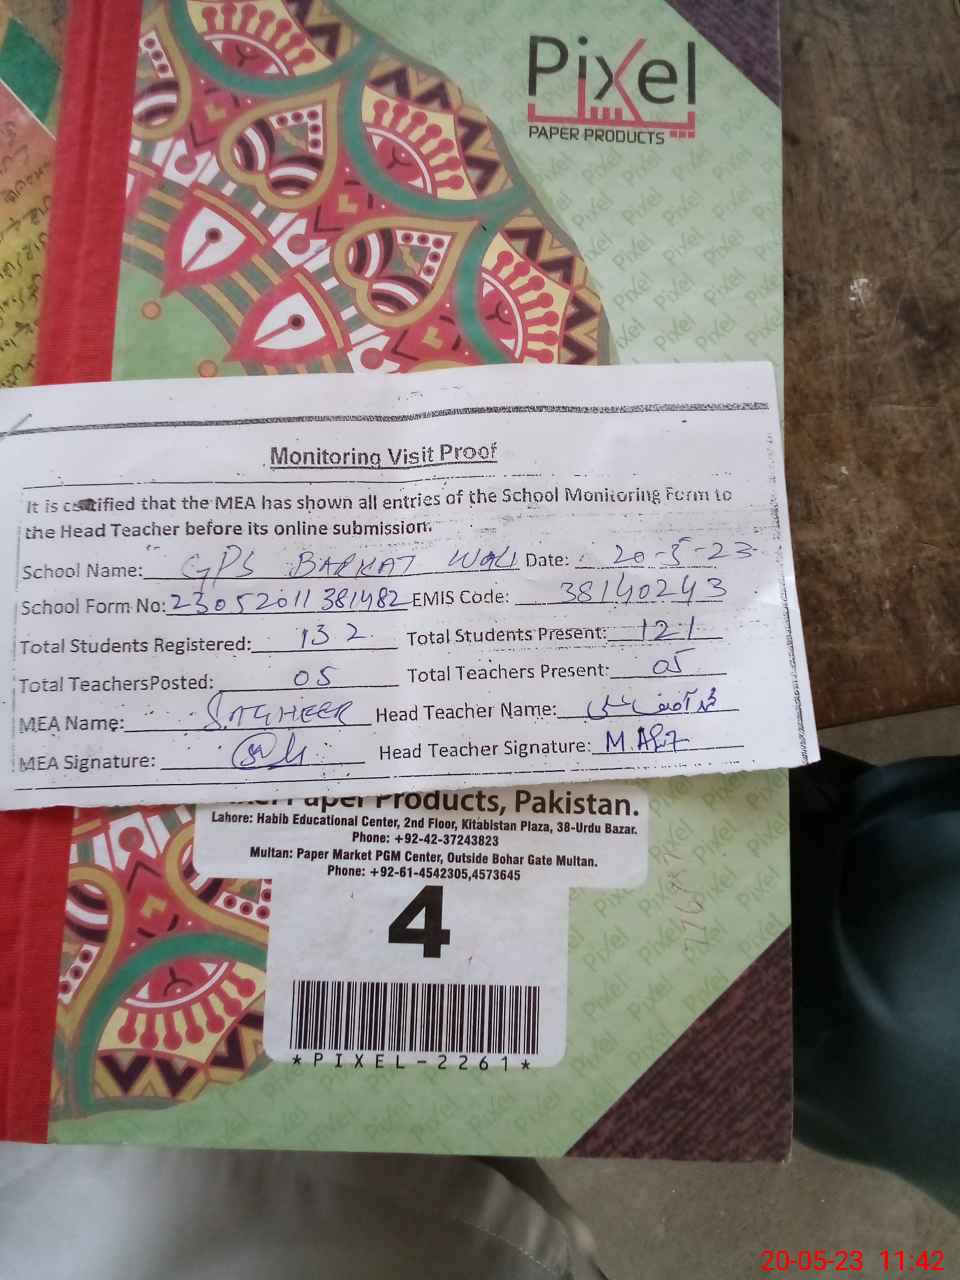 Pixel
PAPER PRODUCTS
Monitoring Visit Proof
It is certified that the MEA has shown all entries of the School Monitoring Form to
the Head Teacher before its online submission.
School Name: GPS BARKAT WALI Date: 20-5-23
School Form No: 23052011381482 EMIS Code: 38140243
Total Students Registered: 132 Total Students Present: 121
Total TeachersPosted: 05 Total Teachers Present: 05
MEA Name: SAGHEER Head Teacher Name:
MEA Signature: Head Teacher Signature:
Paper Products, Pakistan.
Lahore: Habib Educational Center, 2nd Floor, Kitabistan Plaza, 38-Urdu Bazar.
Phone: +92-42-37243823
Multan: Paper Market PGM Center, Outside Bohar Gate Multan.
Phone: +92-61-4542305,4573645
4
*PIXEL-2261*
20-05-23 11:42